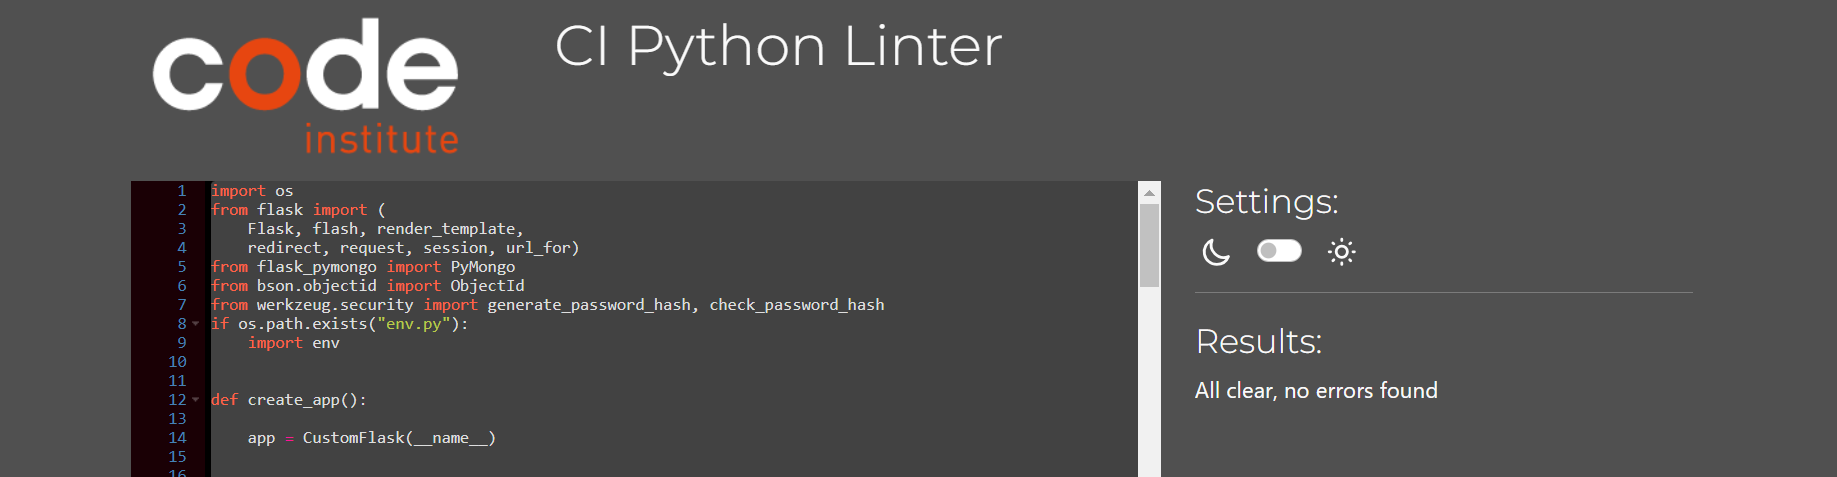 code
institute
CI Python Linter
1 import os
2 from flask import (
3     Flask, flash, render_template,
4     redirect, request, session, url_for)
5 from flask_pymongo import PyMongo
6 from bson.objectid import ObjectId
7 from werkzeug.security import generate_password_hash, check_password_hash
8 if os.path.exists("env.py"):
9     import env
10
11
12 def create_app():
13
14     app = CustomFlask(__name__)
15
16
Settings:
Results:
All clear, no errors found